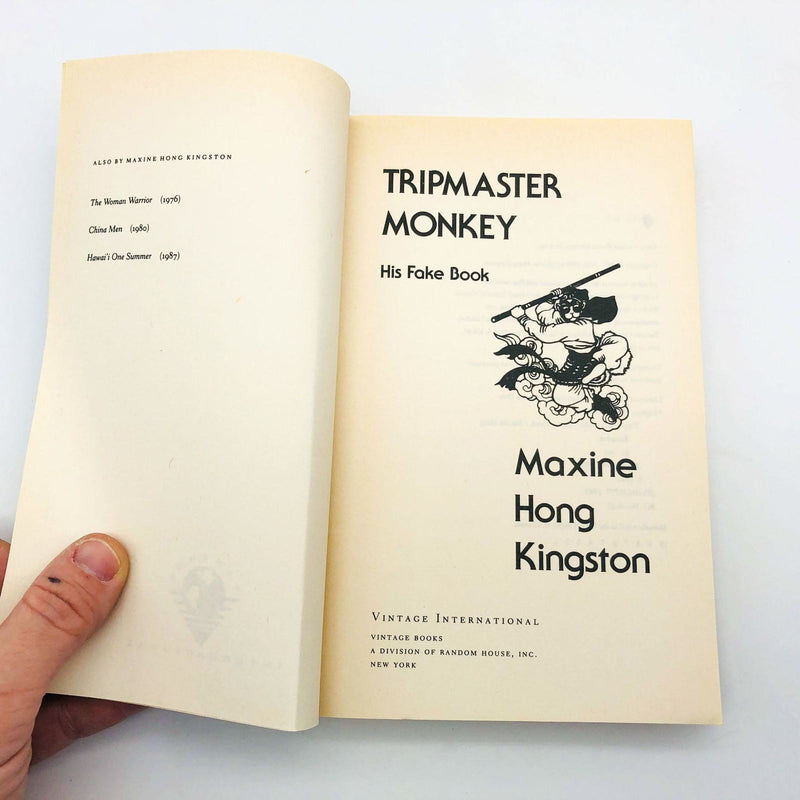 ALSO BY MAXINE HONG KINGSTON
The Woman Warrior (1976)
China Men (1980)
Hawai'i One Summer (1987)
TRIPMASTER
MONKEY
His Fake Book
Maxine
Hong
Kingston
VINTAGE INTERNATIONAL
VINTAGE BOOKS
A DIVISION OF RANDOM HOUSE, INC.
NEW YORK